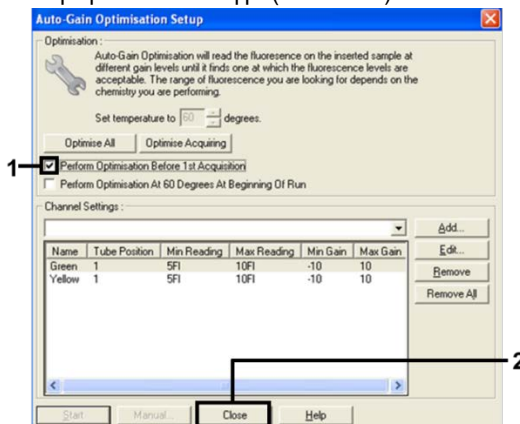 Auto-Gain Optimisation Setup
Optimisation :
Auto-Gain Optimisation will read the fluoresence on the inserted sample at
different gain levels until it finds one at which the fluorescence levels are
acceptable. The range of fluorescence you are looking for depends on the
chemistry you are performing.
Set temperature to 60 degrees.
Optimise All Optimise Acquiring
1 Perform Optimisation Before 1st Acquisition
Perform Optimisation At 60 Degrees At Beginning Of Run
Channel Settings :
Add...
Name Tube Position Min Reading Max Reading Min Gain Max Gain Edit...
Green 1 5Fl 10Fl -10 10
Yellow 1 5Fl 10Fl -10 10
Remove
Remove All
2
Start Manual... Close Help